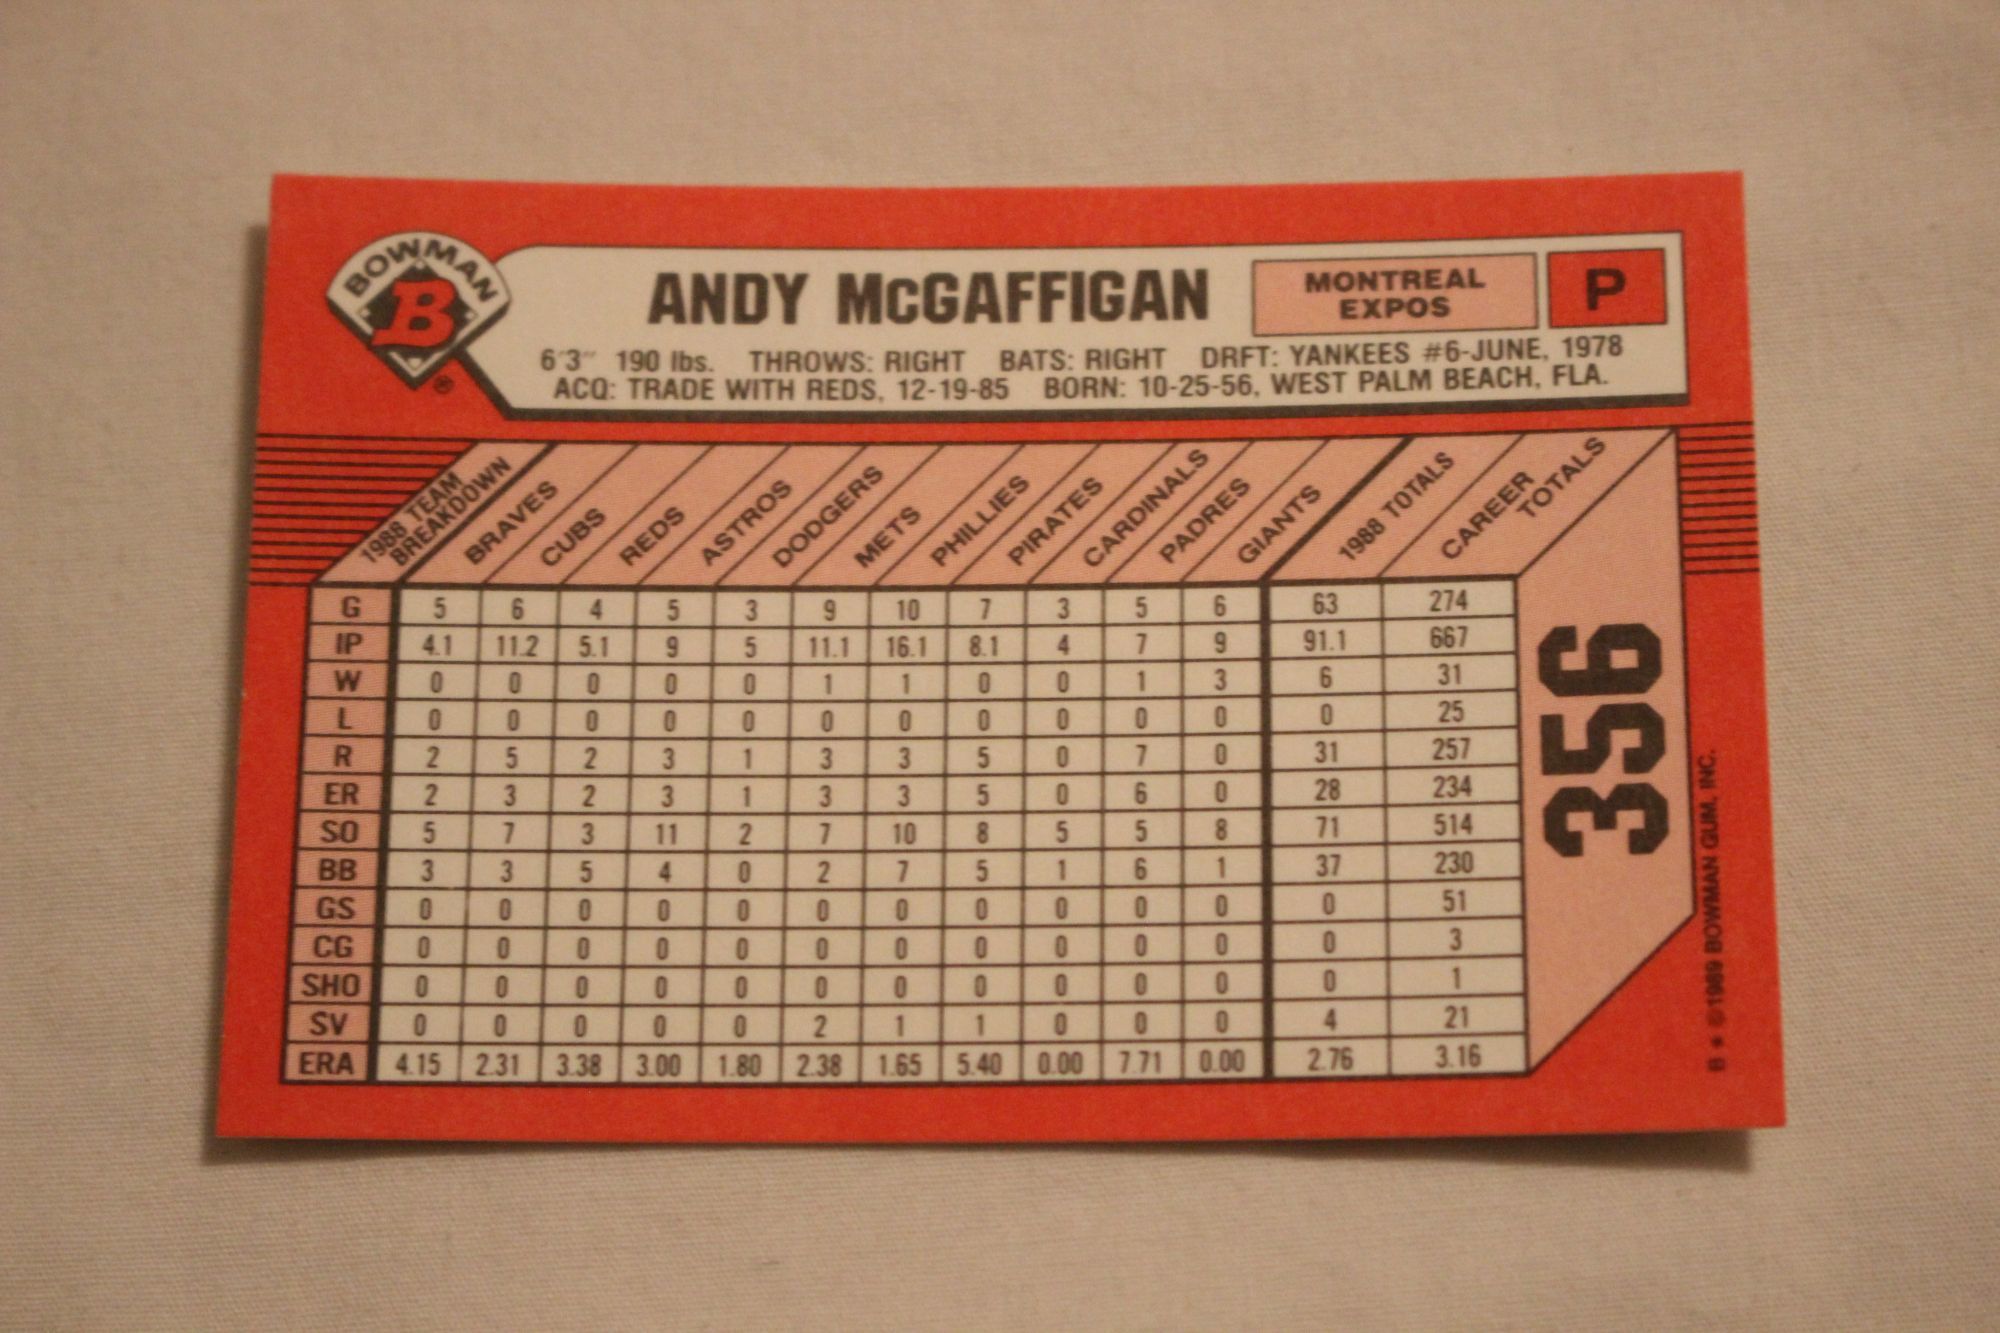 BOWMAN
B
®
ANDY McGAFFIGAN
MONTREAL
EXPOS
P
6'3" 190 lbs. THROWS: RIGHT BATS: RIGHT DRFT: YANKEES #6-JUNE, 1978
ACQ: TRADE WITH REDS, 12-19-85 BORN: 10-25-56, WEST PALM BEACH, FLA.
1988 TEAM BREAKDOWN BRAVES CUBS REDS ASTROS DODGERS METS PHILLIES PIRATES CARDINALS PADRES GIANTS 1988 TOTALS CAREER TOTALS
G 5 6 4 5 3 9 10 7 3 5 6 63 274
IP 4.1 11.2 5.1 9 5 11.1 16.1 8.1 4 7 9 91.1 667
W 0 0 0 0 0 1 1 0 0 1 3 6 31
L 0 0 0 0 0 0 0 0 0 0 0 0 25
R 2 5 2 3 1 3 3 5 0 7 0 31 257
ER 2 3 2 3 1 3 3 5 0 6 0 28 234
SO 5 7 3 11 2 7 10 8 5 5 8 71 514
BB 3 3 5 4 0 2 7 5 1 6 1 37 230
GS 0 0 0 0 0 0 0 0 0 0 0 0 51
CG 0 0 0 0 0 0 0 0 0 0 0 0 3
SHO 0 0 0 0 0 0 0 0 0 0 0 0 1
SV 0 0 0 0 0 2 1 1 0 0 0 4 21
ERA 4.15 2.31 3.38 3.00 1.80 2.38 1.65 5.40 0.00 7.71 0.00 2.76 3.16
356
B * ©1989 BOWMAN GUM, INC.